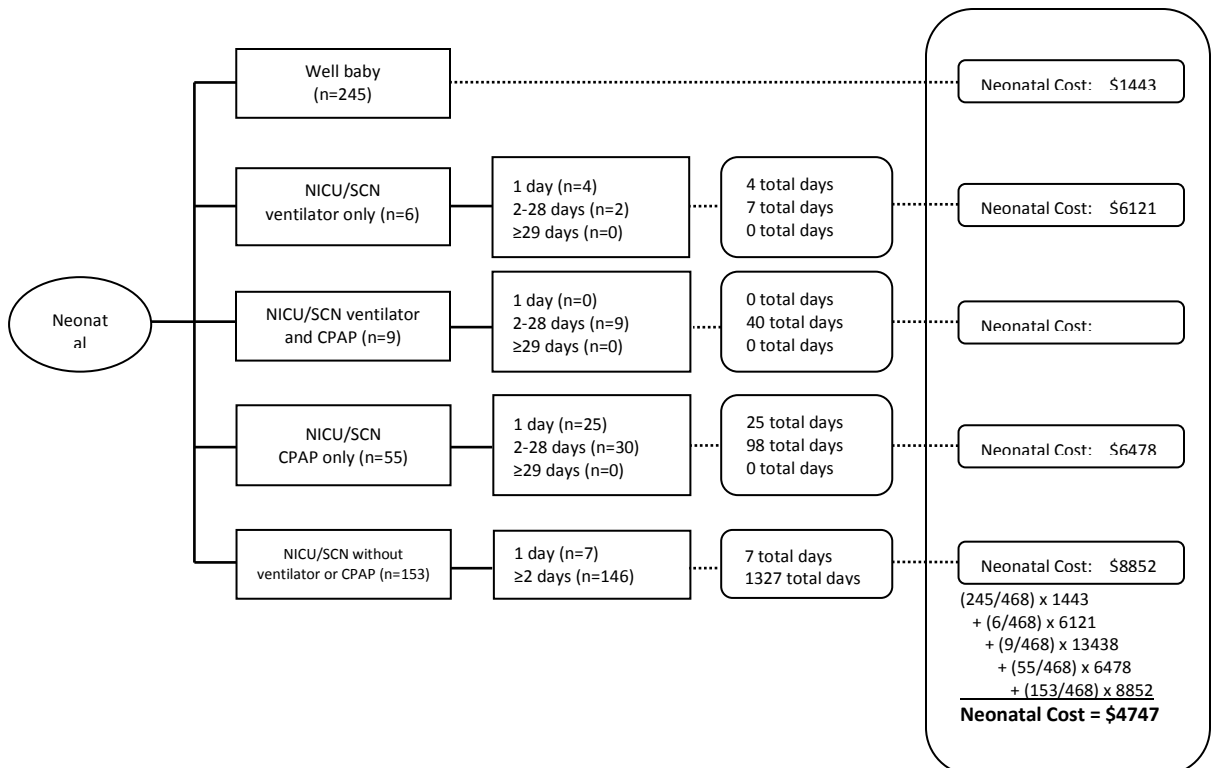 Neonat
al
Well baby
(n=245)
Neonatal Cost: $1443
NICU/SCN
ventilator only (n=6)
1 day (n=4)
2-28 days (n=2)
≥29 days (n=0)
4 total days
7 total days
0 total days
Neonatal Cost: $6121
NICU/SCN ventilator
and CPAP (n=9)
1 day (n=0)
2-28 days (n=9)
≥29 days (n=0)
0 total days
40 total days
0 total days
Neonatal Cost:
NICU/SCN
CPAP only (n=55)
1 day (n=25)
2-28 days (n=30)
≥29 days (n=0)
25 total days
98 total days
0 total days
Neonatal Cost: $6478
NICU/SCN without
ventilator or CPAP (n=153)
1 day (n=7)
≥2 days (n=146)
7 total days
1327 total days
Neonatal Cost: $8852
(245/468) x 1443
+ (6/468) x 6121
+ (9/468) x 13438
+ (55/468) x 6478
+ (153/468) x 8852
Neonatal Cost = $4747